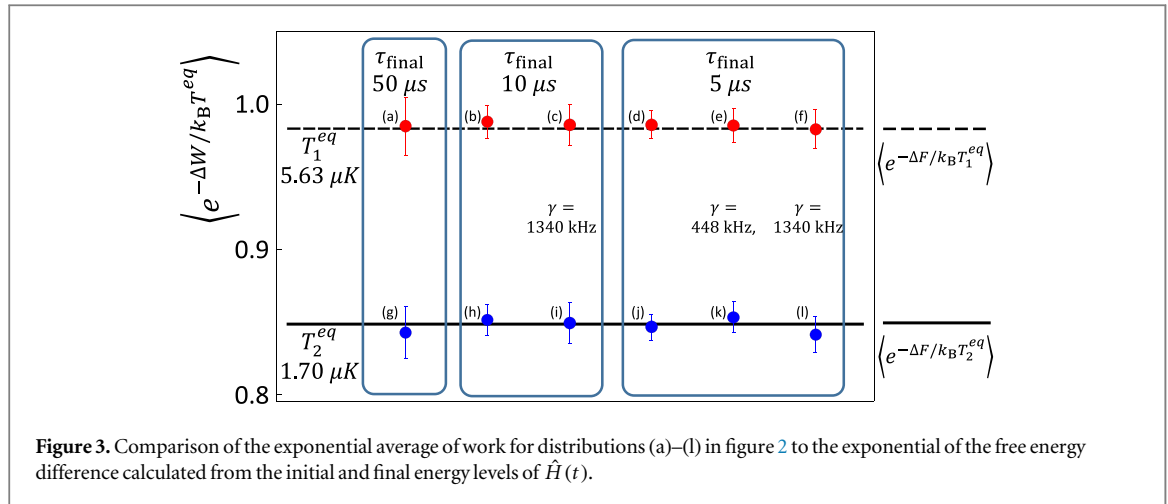 ⟨e^{−ΔW/k_B T^{eq}}⟩
τ_final
50 μs
τ_final
10 μs
τ_final
5 μs
1.0
(a)
(b)
(c)
(d)
(e)
(f)
T_1^{eq}
5.63 μK
⟨e^{−ΔF/k_B T_1^{eq}}⟩
γ =
1340 kHz
γ =
448 kHz,
γ =
1340 kHz
0.9
(g)
(h)
(i)
(j)
(k)
(l)
T_2^{eq}
1.70 μK
⟨e^{−ΔF/k_B T_2^{eq}}⟩
0.8
Figure 3. Comparison of the exponential average of work for distributions (a)–(l) in figure 2 to the exponential of the free energy
difference calculated from the initial and final energy levels of Ĥ(t).